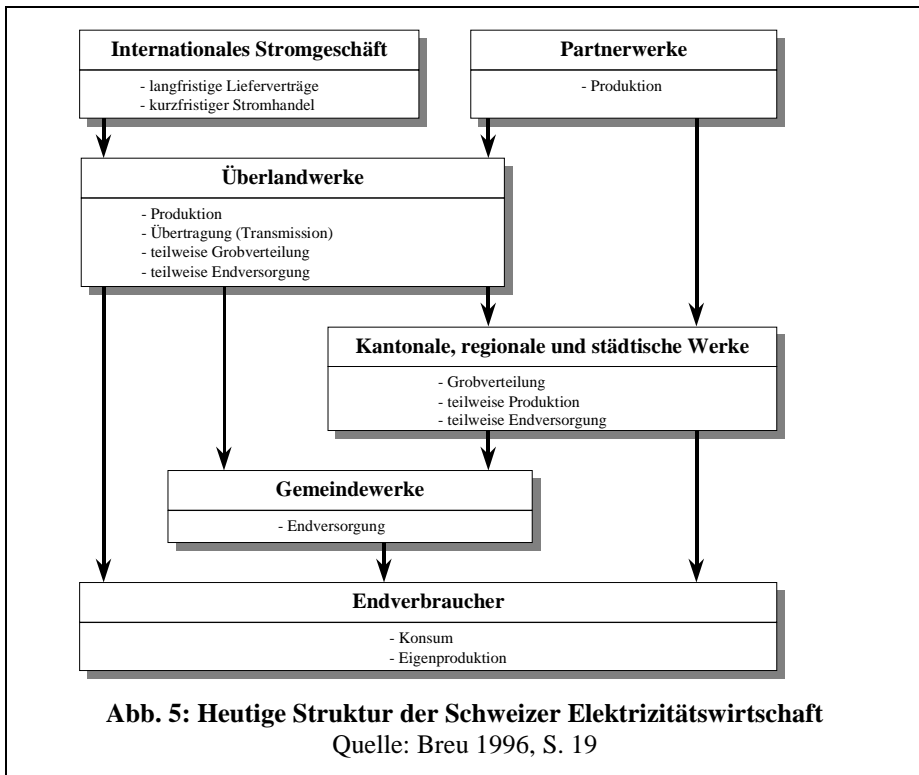 Internationales Stromgeschäft
- langfristige Lieferverträge
- kurzfristiger Stromhandel
Partnerwerke
- Produktion
Überlandwerke
- Produktion
- Übertragung (Transmission)
- teilweise Grobverteilung
- teilweise Endversorgung
Kantonale, regionale und städtische Werke
- Grobverteilung
- teilweise Produktion
- teilweise Endversorgung
Gemeindewerke
- Endversorgung
Endverbraucher
- Konsum
- Eigenproduktion
Abb. 5: Heutige Struktur der Schweizer Elektrizitätswirtschaft
Quelle: Breu 1996, S. 19